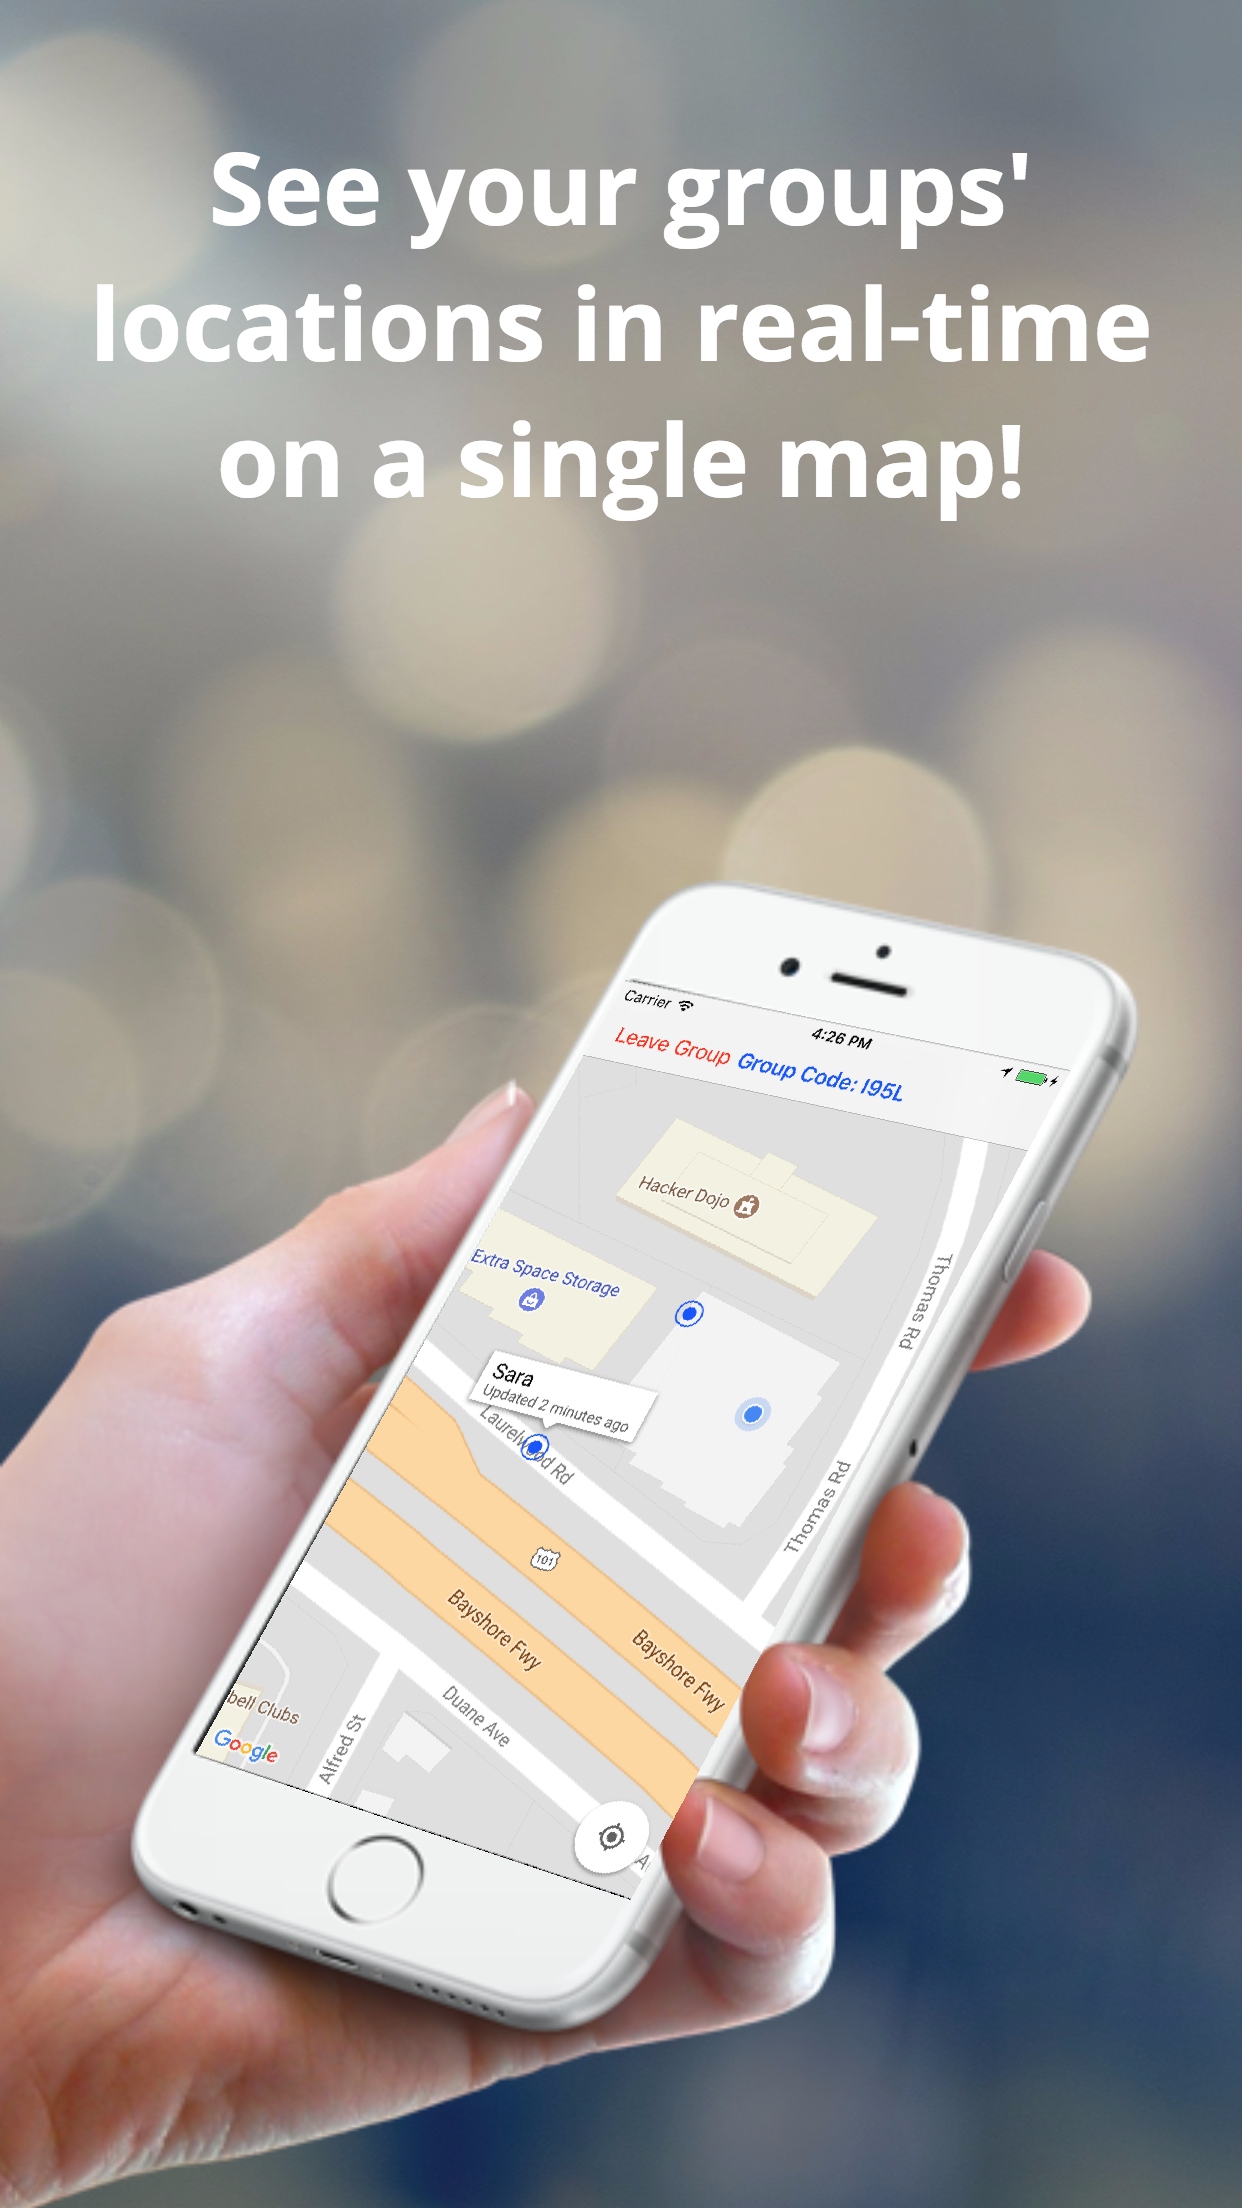 See your groups'
locations in real-time
on a single map!
Carrier
4:26 PM
Leave Group Group Code: I95L
Hacker Dojo
Extra Space Storage
Thomas Rd
Sara
Updated 2 minutes ago
Laurelwood Rd
Thomas Rd
101
Bayshore Fwy
Bayshore Fwy
Duane Ave
bell Clubs
Alfred St
Google